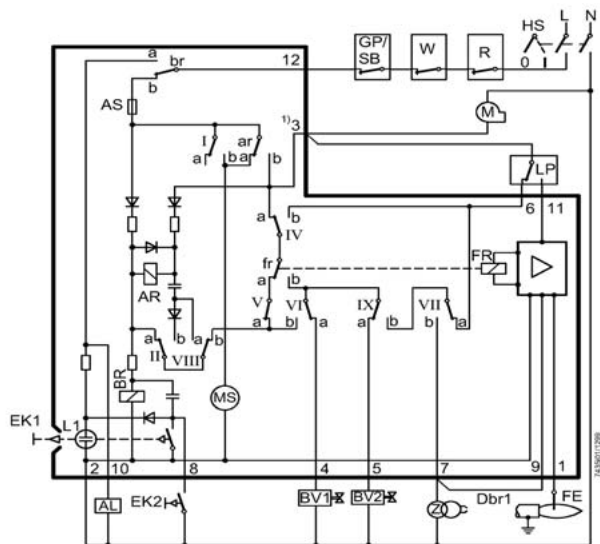 HS L N
GP/ SB W R
0 I
a br 12
b
AS
M
1)3
I ar
a b a b
LP
a b 6 11
IV
fr FR
AR a b
V VI IX VII
b a b a
a b a a b a b b a
II VIII
BR
MS
EK1 L1
2 10 8 4 5 7 9 1
AL EK2 BV1 BV2 Z Dbr1 FE
7435z01/1299